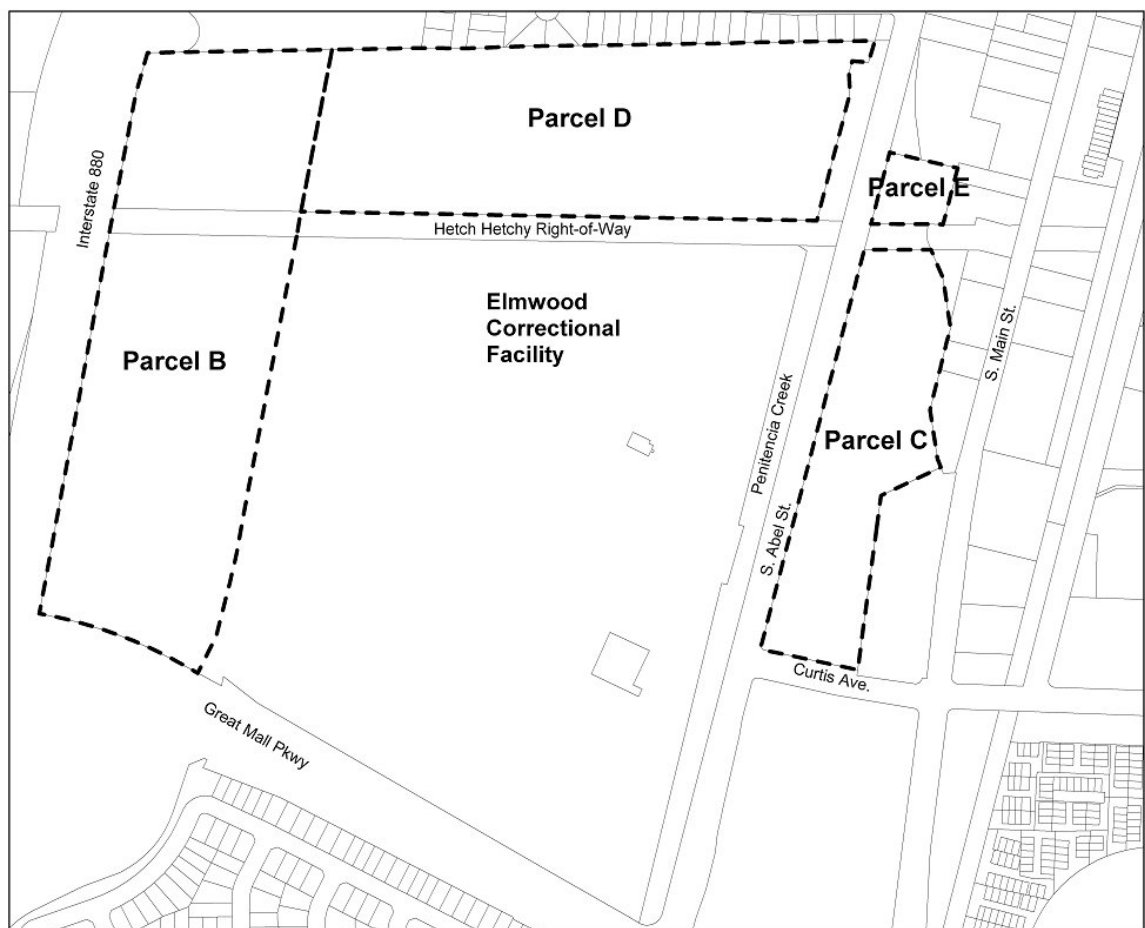 Parcel D
Interstate 880
Parcel E
Hetch Hetchy Right-of-Way
Elmwood
Correctional
Facility
S. Main St.
Parcel B
Penitencia Creek
Parcel C
S. Abel St.
Curtis Ave.
Great Mall Pkwy